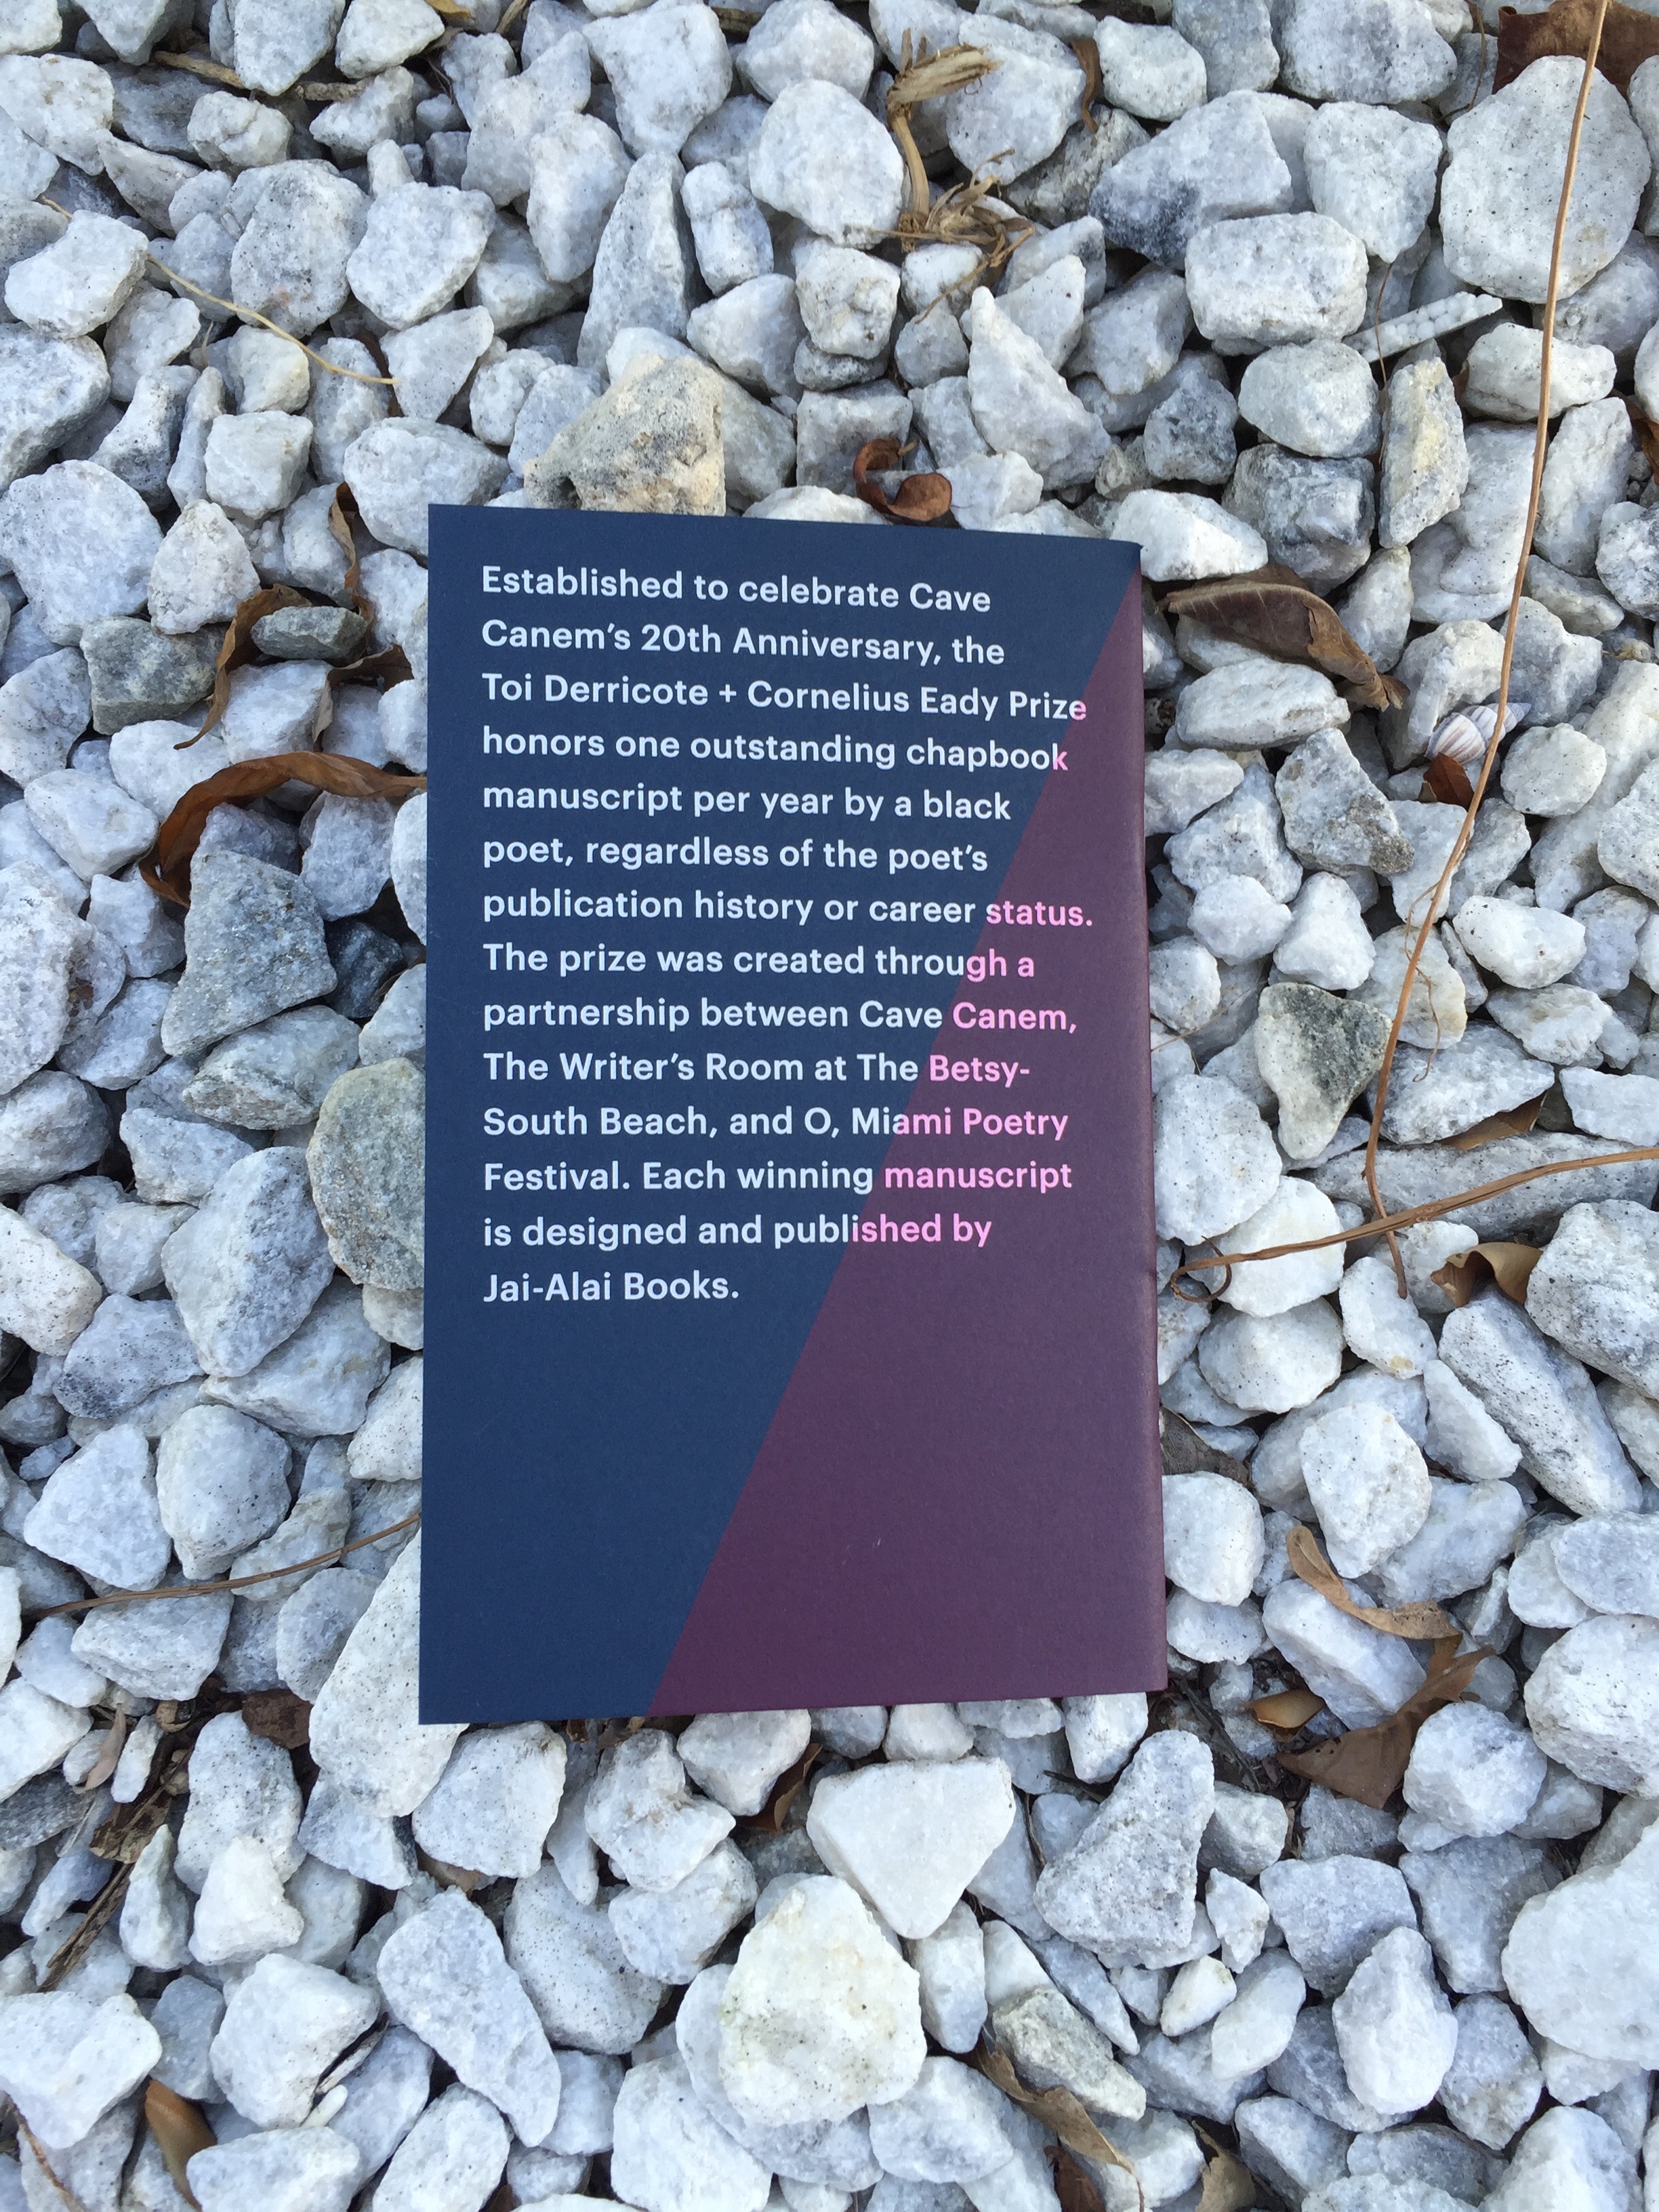 Established to celebrate Cave
Canem’s 20th Anniversary, the
Toi Derricote + Cornelius Eady Prize
honors one outstanding chapbook
manuscript per year by a black
poet, regardless of the poet’s
publication history or career status.
The prize was created through a
partnership between Cave Canem,
The Writer’s Room at The Betsy-
South Beach, and O, Miami Poetry
Festival. Each winning manuscript
is designed and published by
Jai-Alai Books.